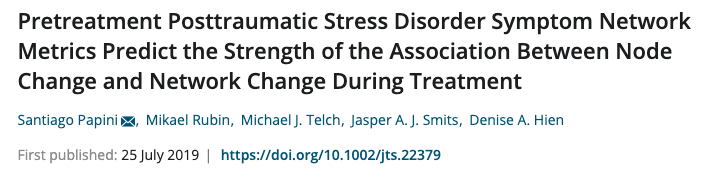 Pretreatment Posttraumatic Stress Disorder Symptom Network
Metrics Predict the Strength of the Association Between Node
Change and Network Change During Treatment
Santiago Papini, Mikael Rubin, Michael J. Telch, Jasper A. J. Smits, Denise A. Hien
First published: 25 July 2019 | https://doi.org/10.1002/jts.22379